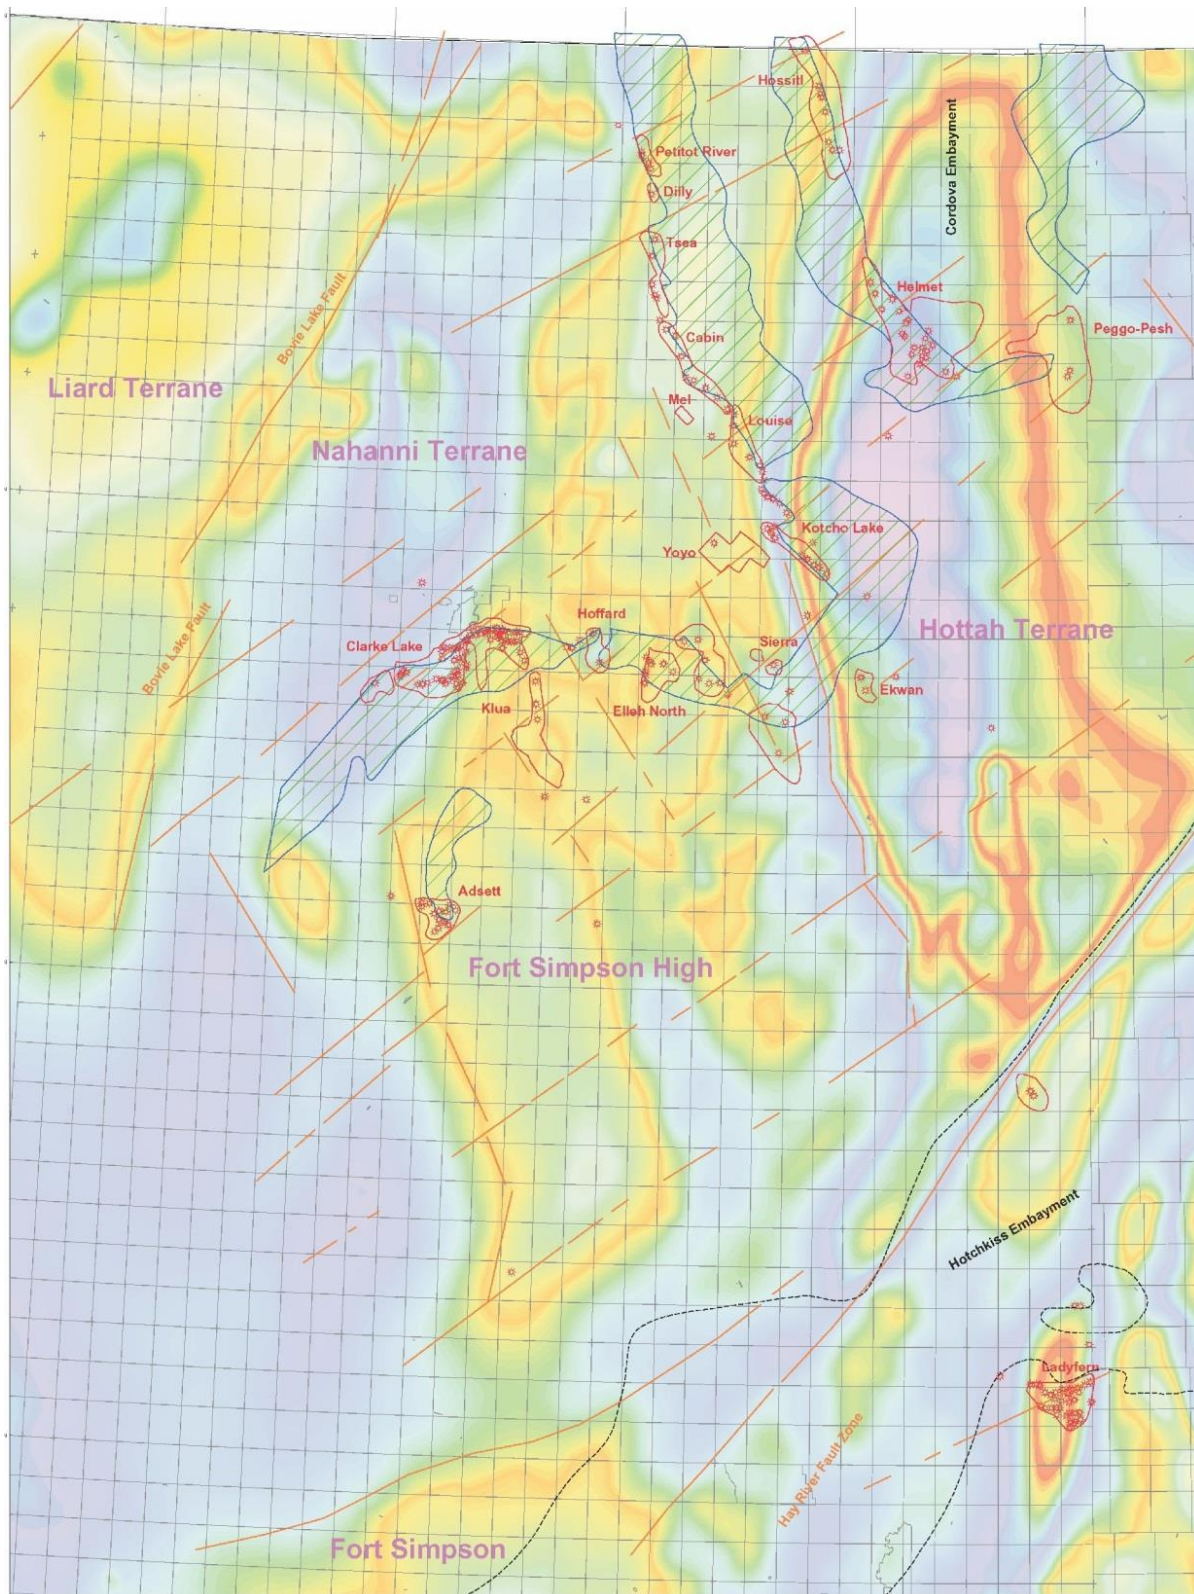 Hossitl
Cordova Embayment
Petitot River
Dilly
Tsea
Helmet
Bovie Lake Fault
Cabin
Peggo-Pesh
Liard Terrane
Mel
Louise
Nahanni Terrane
Kotcho Lake
Yoyo
Hoffard
Bovie Lake Fault
Clarke Lake
Sierra
Hottah Terrane
Ekwan
Klua
Elleh North
Adsett
Fort Simpson High
Hotchkiss Embayment
Ladyfern
Hay River Fault Zone
Fort Simpson